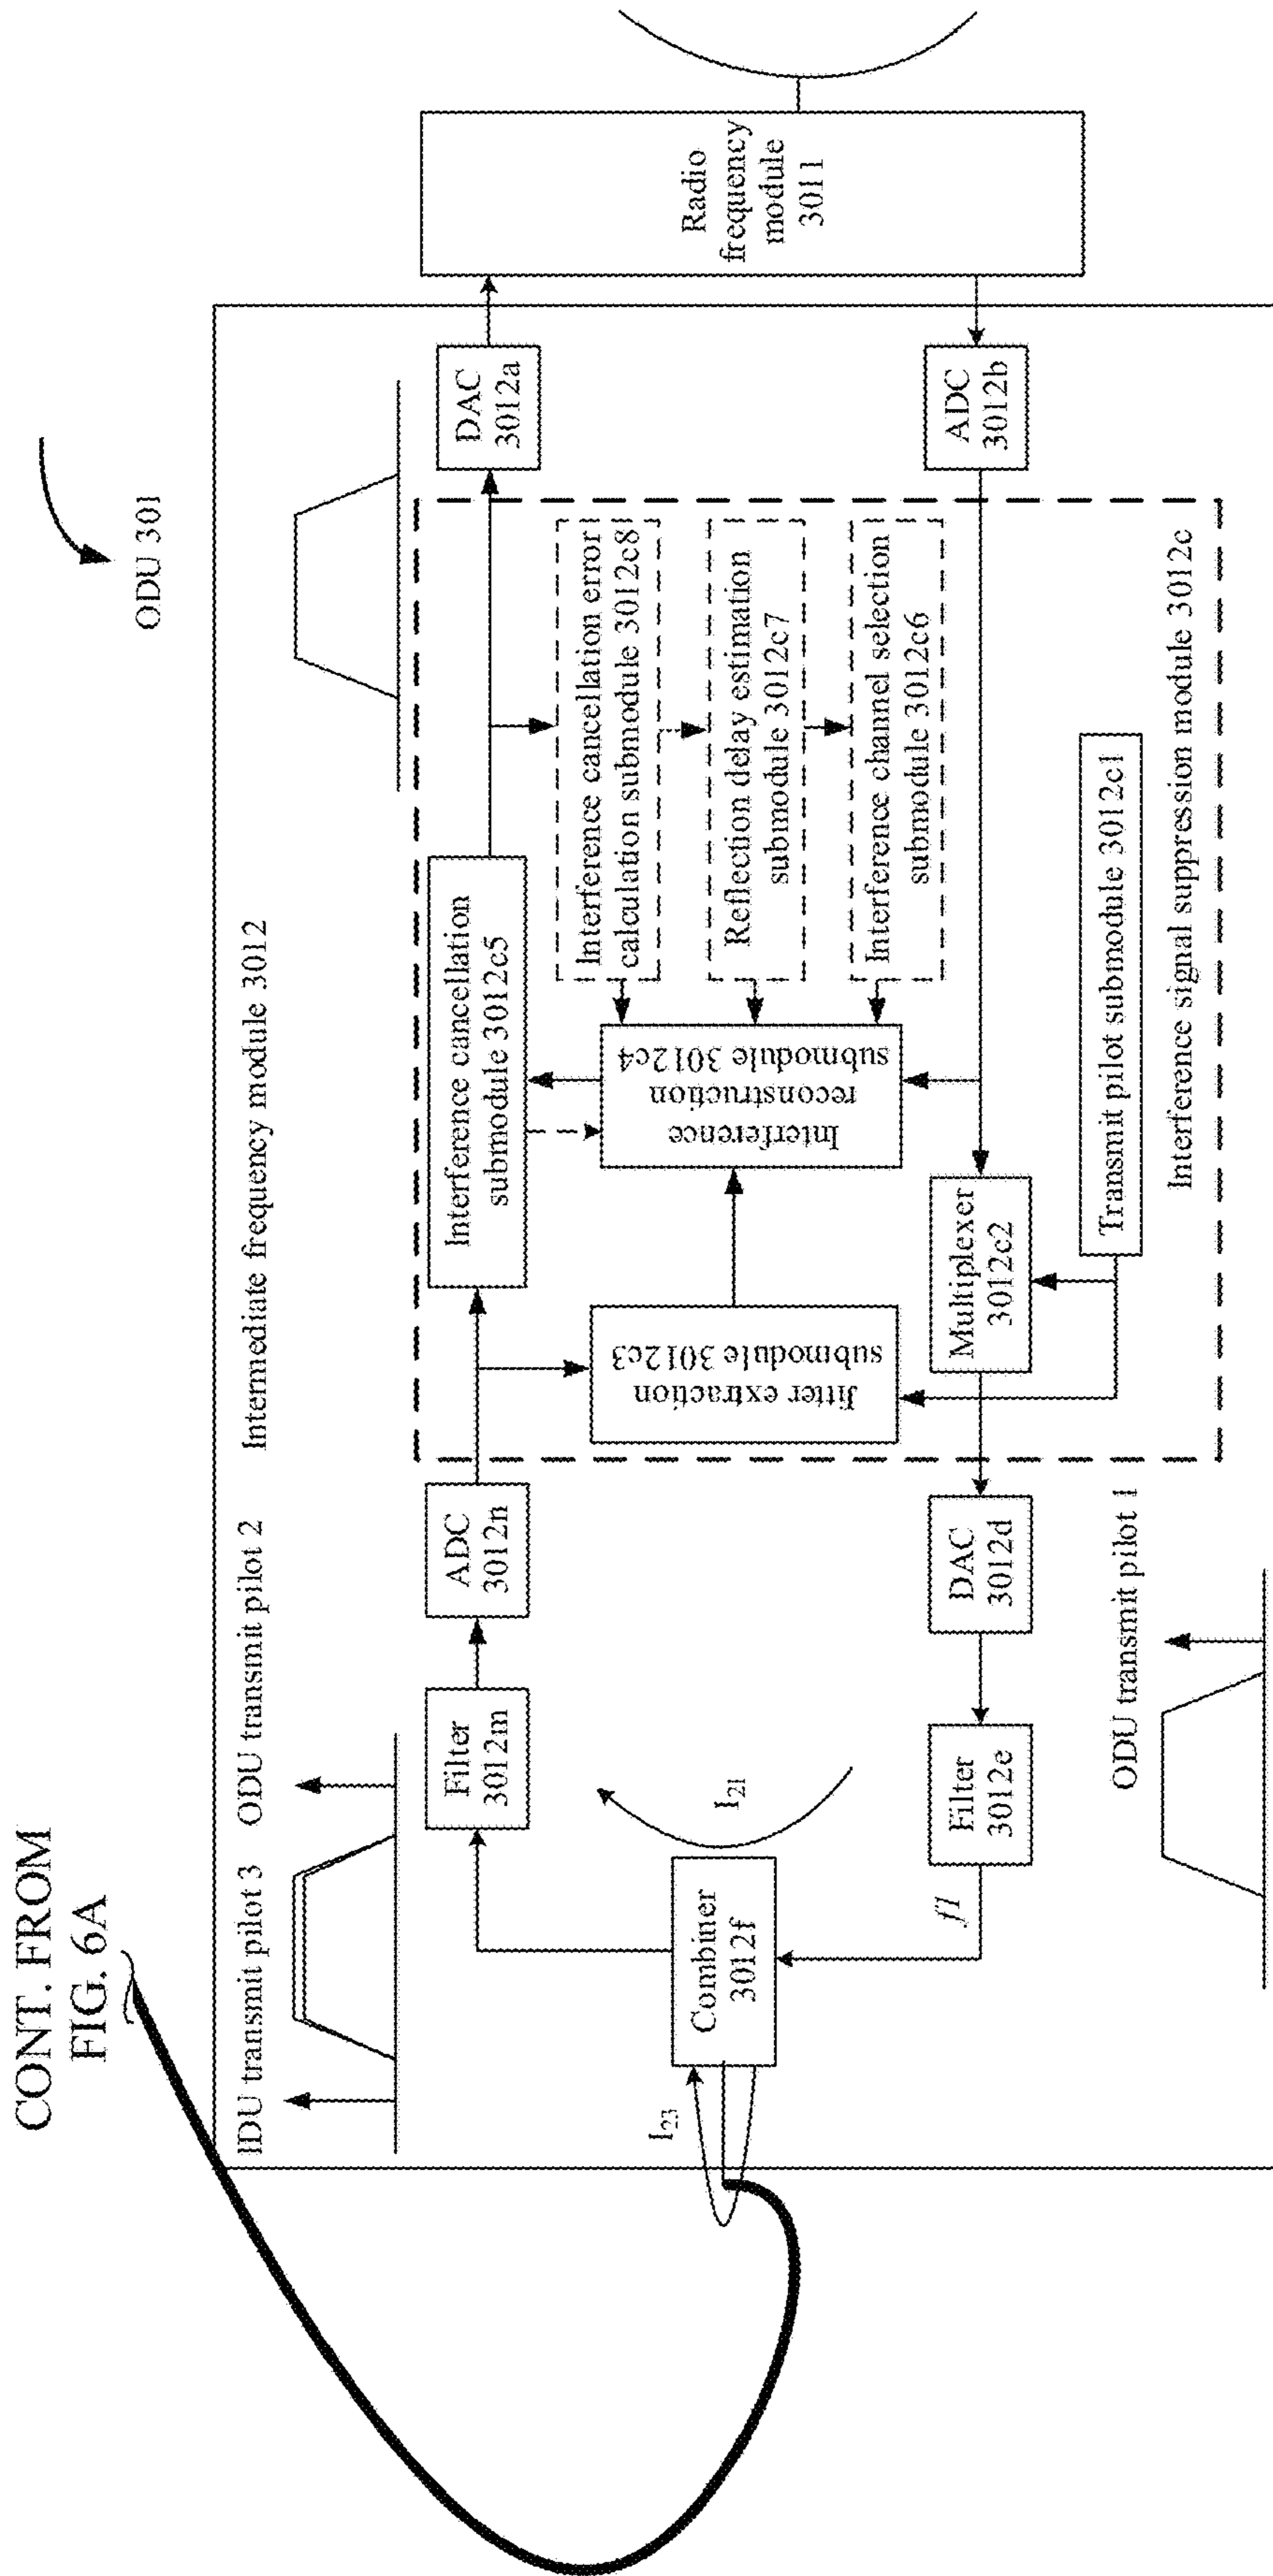 CONT. FROM
FIG. 6A
ODU 301
IDU transmit pilot 3
ODU transmit pilot 2
Intermediate frequency module 3012
Filter
3012m
ADC
3012n
Interference cancellation
submodule 3012c5
DAC
3012a
Radio
frequency
module
3011
I23
Combiner
3012f
I21
Jitter extraction
submodule 3012c3
Interference
reconstruction
submodule 3012c4
Interference cancellation error
calculation submodule 3012c8
Reflection delay estimation
submodule 3012c7
Interference channel selection
submodule 3012c6
f1
Filter
3012e
DAC
3012d
Multiplexer
3012c2
ADC
3012b
Transmit pilot submodule 3012c1
Interference signal suppression module 3012c
ODU transmit pilot 1